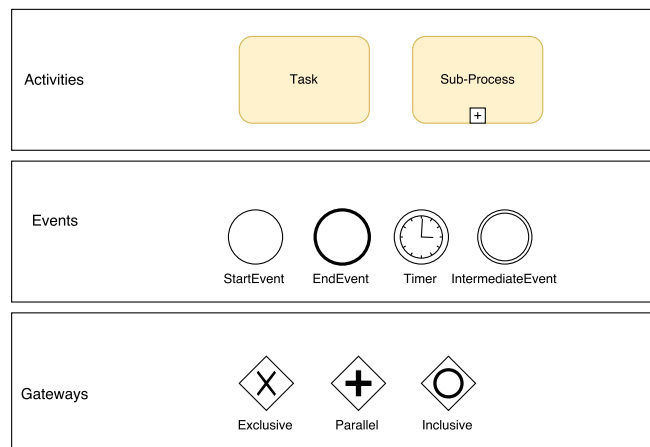 Activities
Task
Sub-Process
+
Events
StartEvent
EndEvent
Timer
IntermediateEvent
Gateways
Exclusive
Parallel
Inclusive